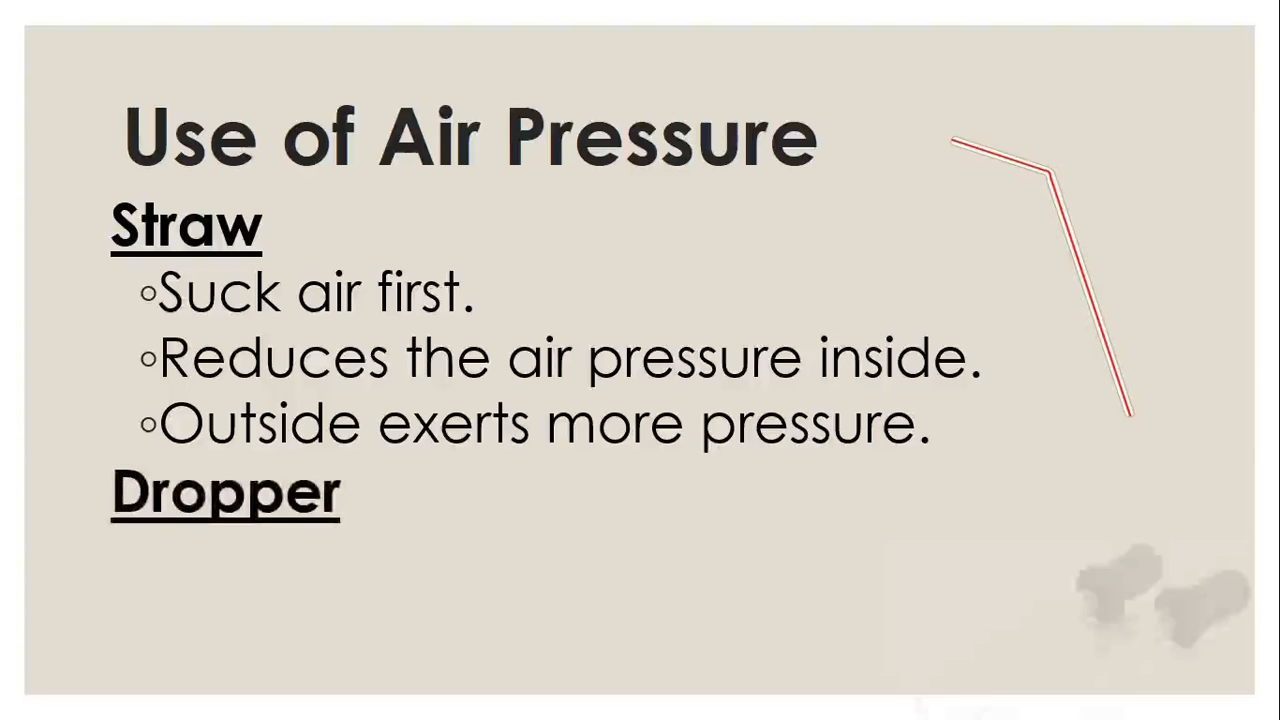 Use of Air Pressure
Straw
◦Suck air first.
◦Reduces the air pressure inside.
◦Outside exerts more pressure.
Dropper